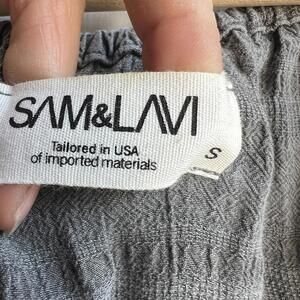 SAM&LAVI
Tailored in USA
of imported materials
S